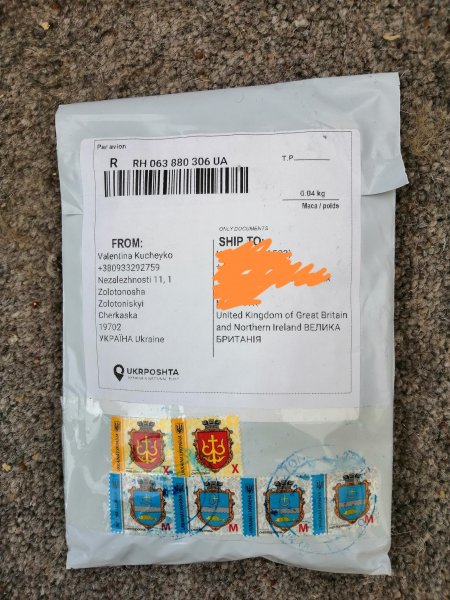 Par avion
R RH 063 880 306 UA
T.P.
0.04 kg
Маса / poids
ONLY DOCUMENTS
FROM:
Valentina Kucheyko
+380933292759
Nezalezhnosti 11, 1
Zolotonosha
Zolotoniskyi
Cherkaska
19702
УКРАЇНА Ukraine
SHIP TO:
United Kingdom of Great Britain
and Northern Ireland ВЕЛИКА
БРИТАНІЯ
UKRPOSHTA
X X
M M M M